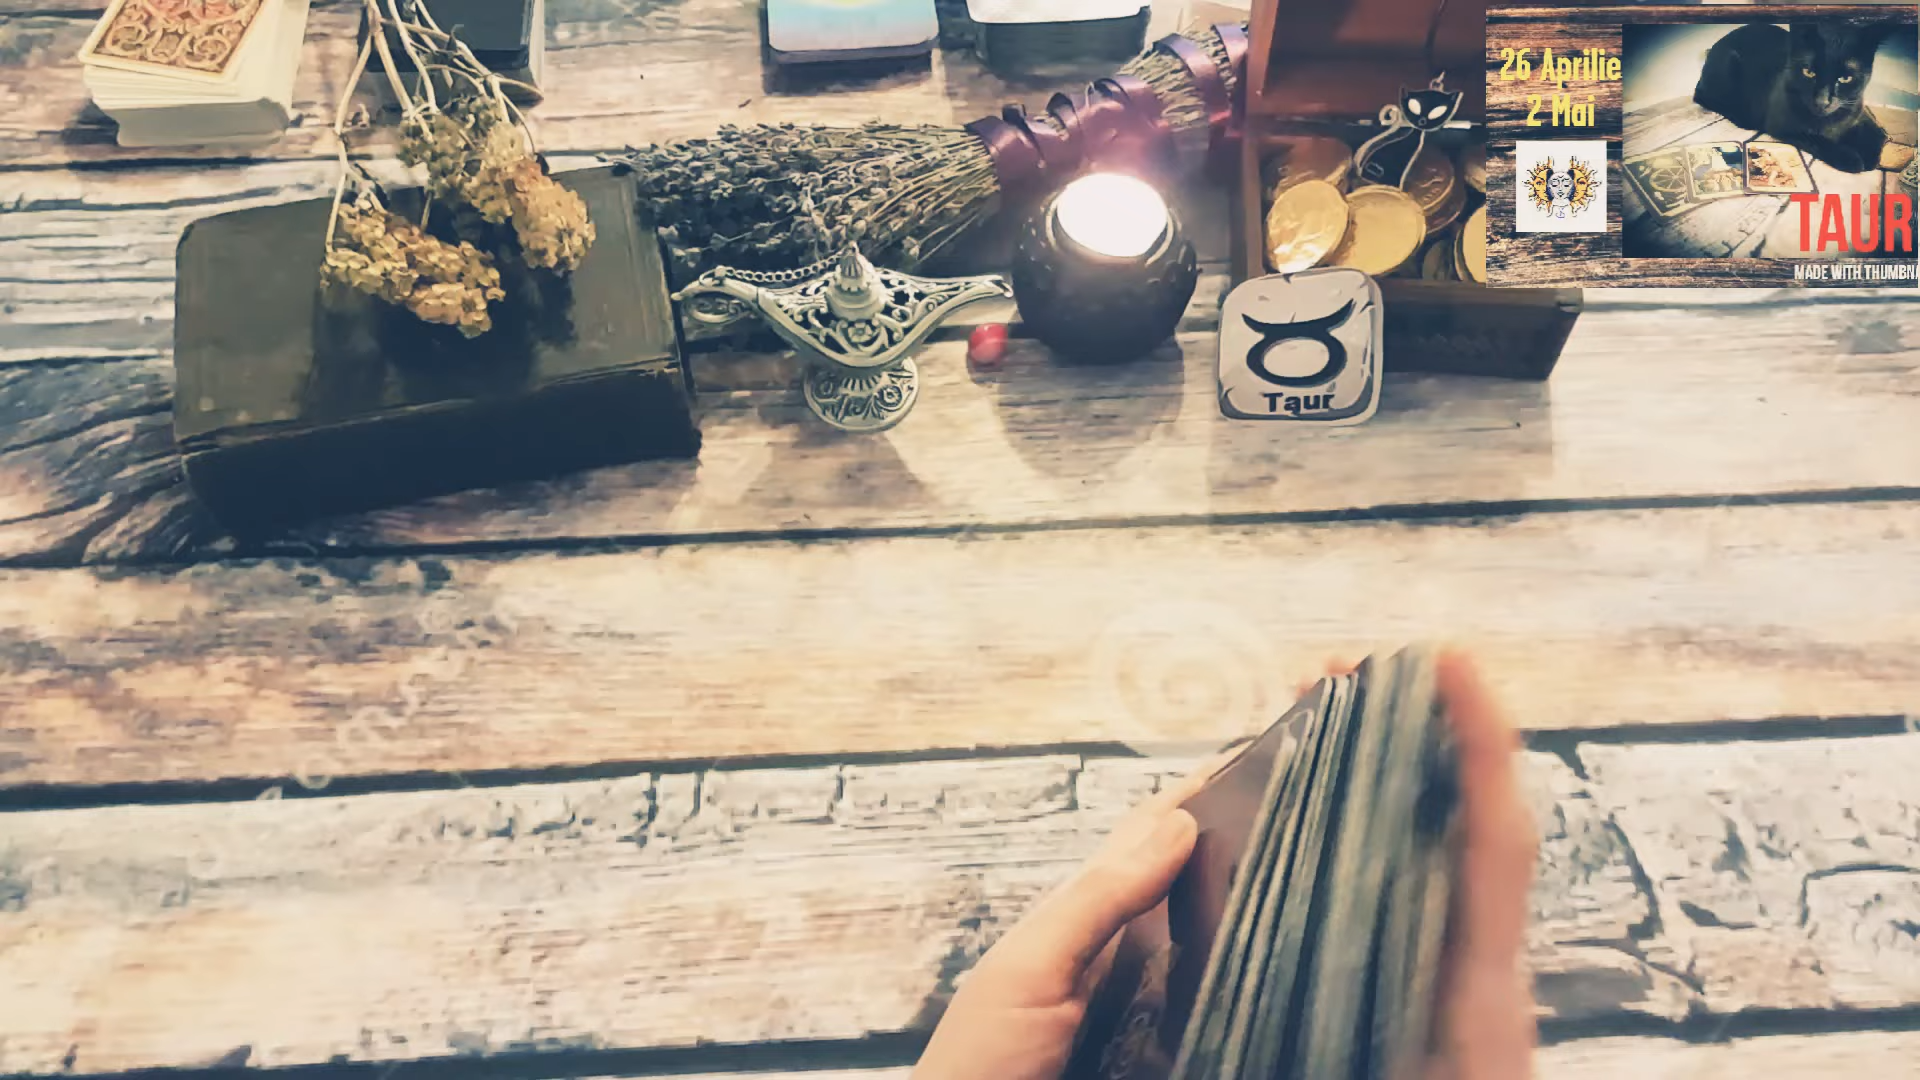 26 Aprilie
2 Mai
TAUR
MADE WITH THUMBNA
Taur